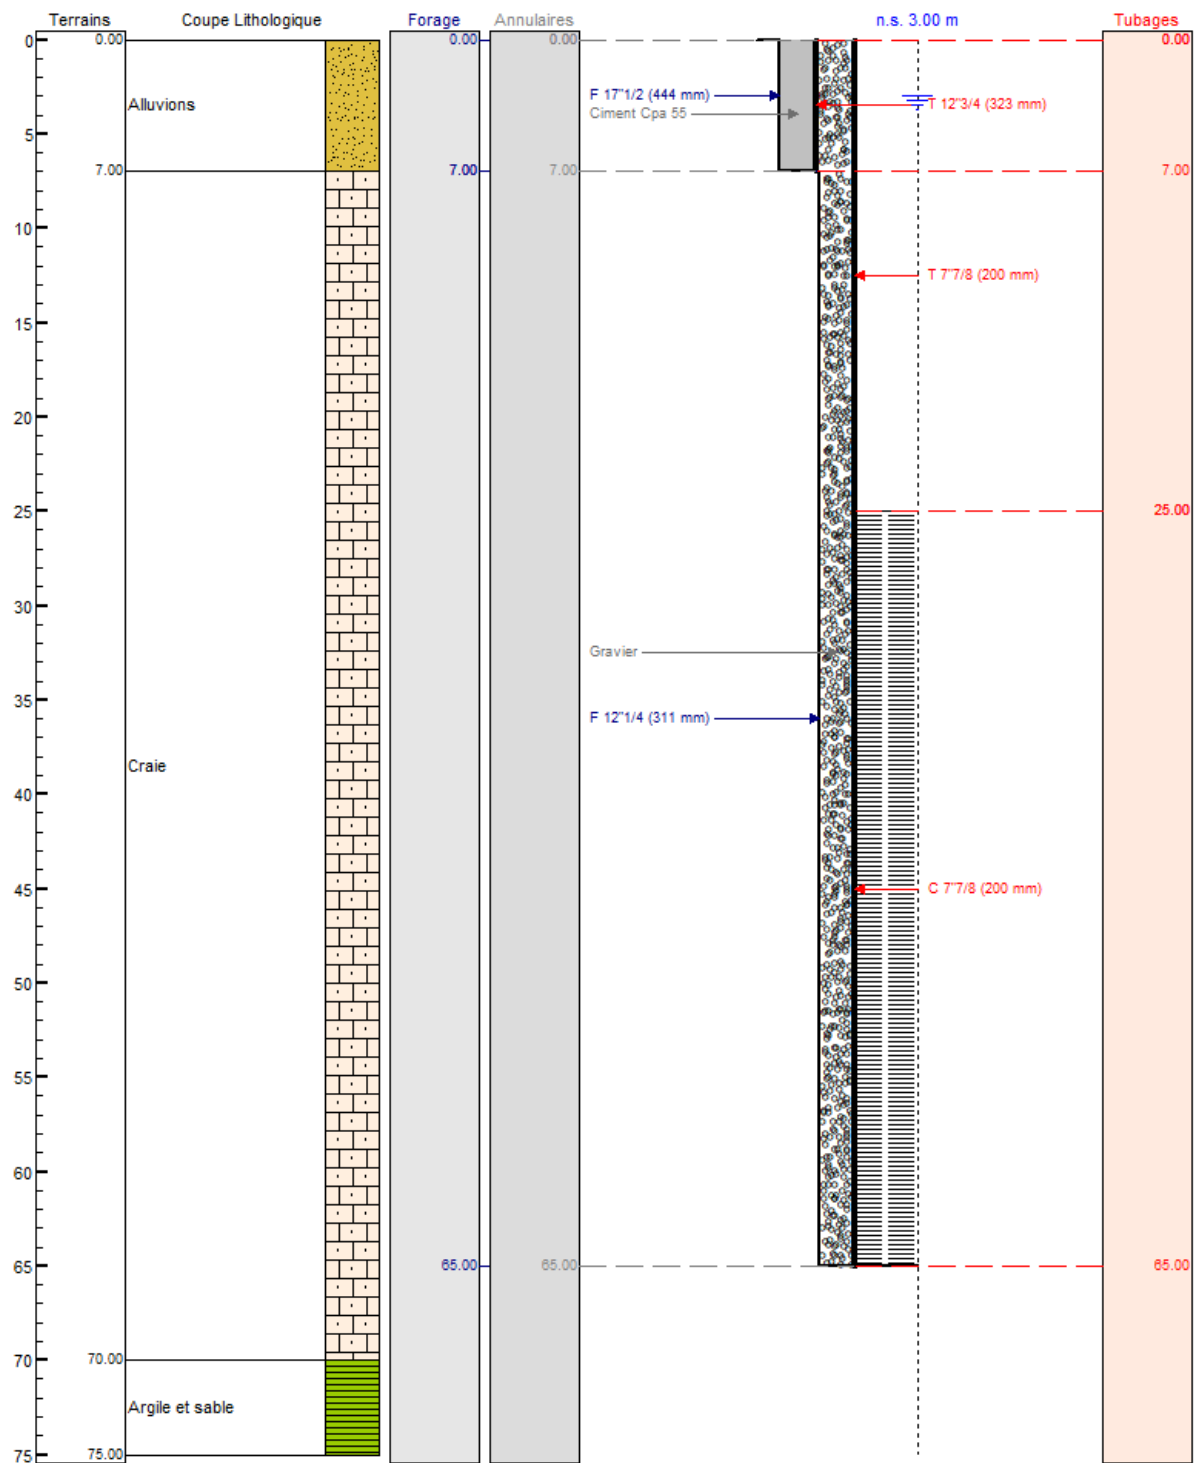 Terrains Coupe Lithologique Forage Annulaires n.s. 3.00 m Tubages
0 0.00 0.00 0.00 0.00
F 17"1/2 (444 mm)
T 12"3/4 (323 mm)
Alluvions
Ciment Cpa 55
5
7.00 7.00 7.00 7.00
10
T 7"7/8 (200 mm)
15
20
25 25.00
30
Gravier
35
F 12"1/4 (311 mm)
Craie
40
45 C 7"7/8 (200 mm)
50
55
60
65 65.00 65.00 65.00
70 70.00
Argile et sable
75 75.00